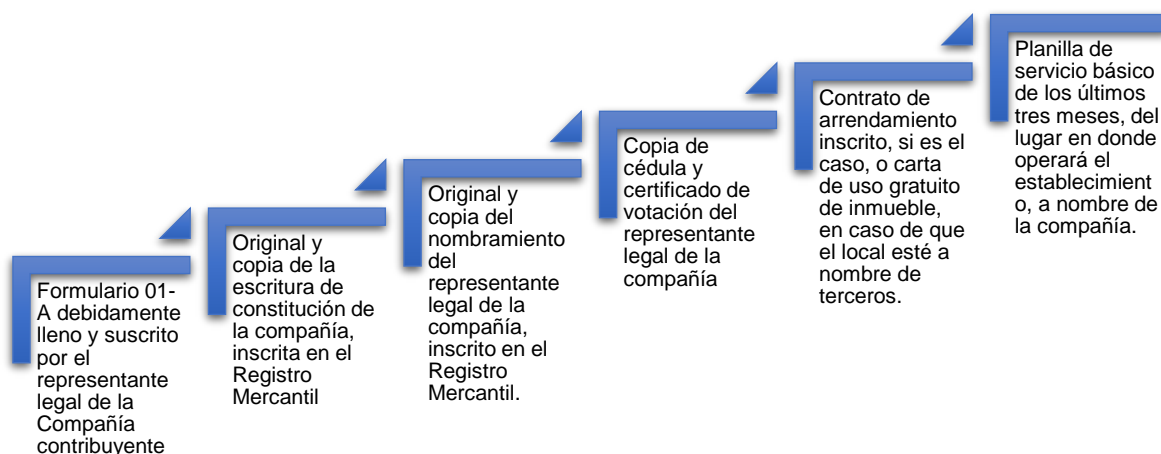 Formulario 01-
A debidamente
lleno y suscrito
por el
representante
legal de la
Compañía
contribuyente
Original y
copia de la
escritura de
constitución de
la compañía,
inscrita en el
Registro
Mercantil
Original y
copia del
nombramiento
del
representante
legal de la
compañía,
inscrito en el
Registro
Mercantil.
Copia de
cédula y
certificado de
votación del
representante
legal de la
compañía
Contrato de
arrendamiento
inscrito, si es el
caso, o carta
de uso gratuito
de inmueble,
en caso de que
el local esté a
nombre de
terceros.
Planilla de
servicio básico
de los últimos
tres meses, del
lugar en donde
operará el
establecimient
o, a nombre de
la compañía.